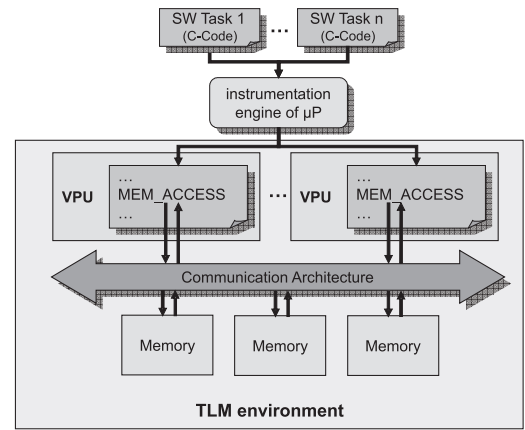 SW Task 1
(C-Code)
...
SW Task n
(C-Code)
instrumentation
engine of µP
VPU
...
MEM_ACCESS
...
...
VPU
...
MEM_ACCESS
...
Communication Architecture
Memory
Memory
Memory
TLM environment